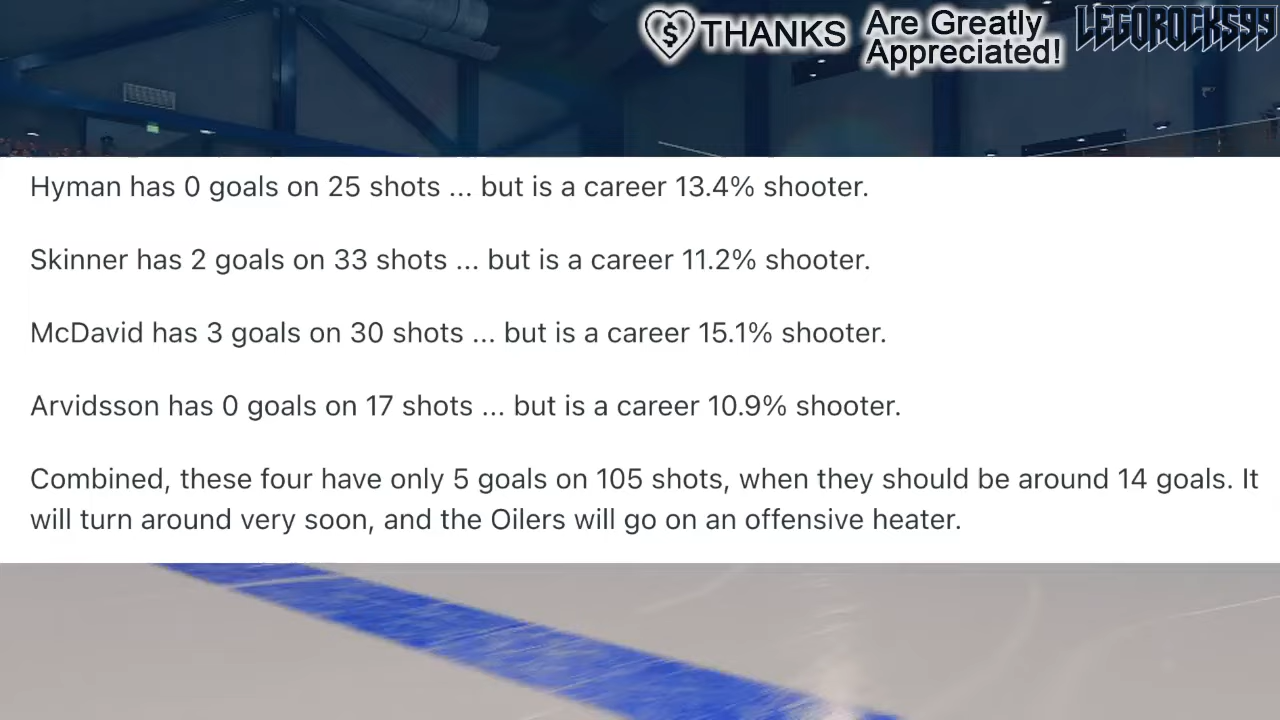 THANKS Are Greatly Appreciated! LEGOROCKS99
Hyman has 0 goals on 25 shots ... but is a career 13.4% shooter.
Skinner has 2 goals on 33 shots ... but is a career 11.2% shooter.
McDavid has 3 goals on 30 shots ... but is a career 15.1% shooter.
Arvidsson has 0 goals on 17 shots ... but is a career 10.9% shooter.
Combined, these four have only 5 goals on 105 shots, when they should be around 14 goals. It
will turn around very soon, and the Oilers will go on an offensive heater.